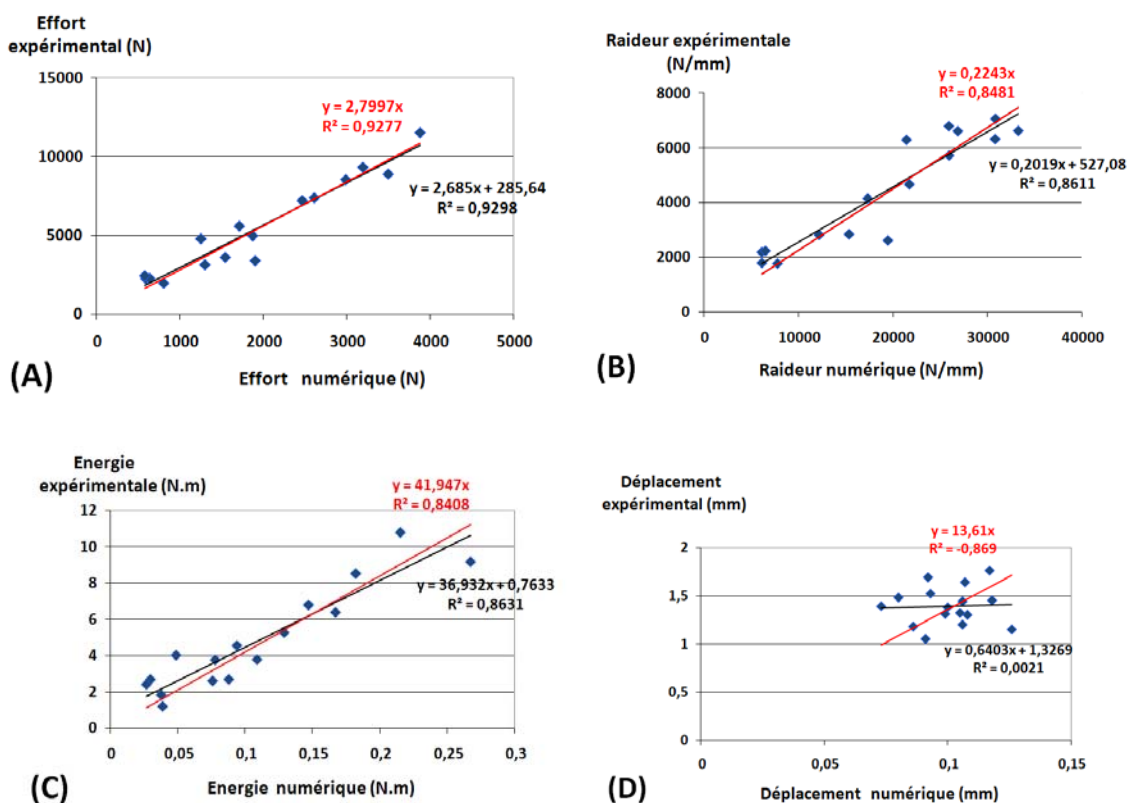 Effort
expérimental (N)
15000
10000
5000
0
0 1000 2000 3000 4000 5000
y = 2,7997x
R² = 0,9277
y = 2,685x + 285,64
R² = 0,9298
Effort numérique (N)
(A)
Raideur expérimentale
(N/mm)
8000
6000
4000
2000
0
0 10000 20000 30000 40000
y = 0,2243x
R² = 0,8481
y = 0,2019x + 527,08
R² = 0,8611
Raideur numérique (N/mm)
(B)
Energie
expérimentale (N.m)
12
10
8
6
4
2
0
0 0,05 0,1 0,15 0,2 0,25 0,3
y = 41,947x
R² = 0,8408
y = 36,932x + 0,7633
R² = 0,8631
Energie numérique (N.m)
(C)
Déplacement
expérimental (mm)
2
1,5
1
0,5
0
0 0,05 0,1 0,15
y = 13,61x
R² = -0,869
y = 0,6403x + 1,3269
R² = 0,0021
Déplacement numérique (mm)
(D)